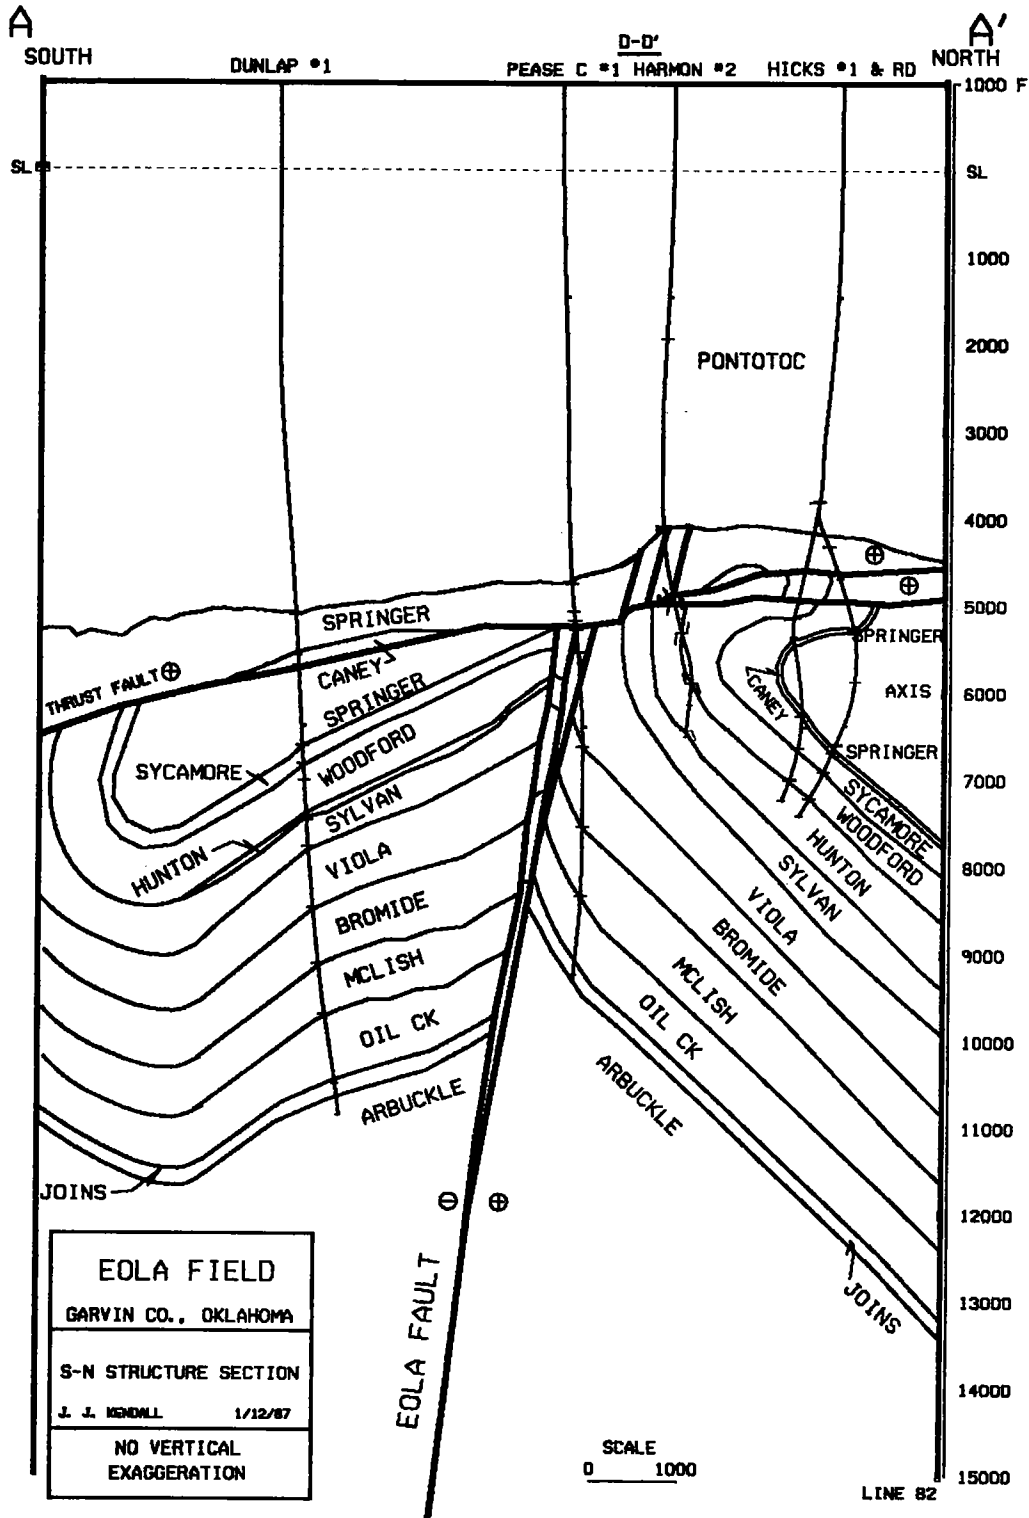 A
A'
SOUTH
D-D'
NORTH
DUNLAP #1
PEASE C #1 HARMON #2 HICKS #1 & RD
1000 F
SL
SL
1000
2000
PONTOTOC
3000
4000
5000
SPRINGER
SPRINGER
THRUST FAULT
CANEY
SPRINGER
CANEY
AXIS
6000
SYCAMORE
WOODFORD
SPRINGER
7000
SYLVAN
SYCAMORE
WOODFORD
HUNTON
VIOLA
HUNTON
8000
SYLVAN
VIOLA
BROMIDE
BROMIDE
9000
MCLISH
MCLISH
OIL CK
OIL CK
10000
ARBUCKLE
ARBUCKLE
11000
JOINS
12000
EOLA FAULT
JOINS
13000
14000
15000
EOLA FIELD
GARVIN CO., OKLAHOMA
S-N STRUCTURE SECTION
J. J. KENDALL 1/12/87
NO VERTICAL
EXAGGERATION
SCALE
0 1000
LINE 82